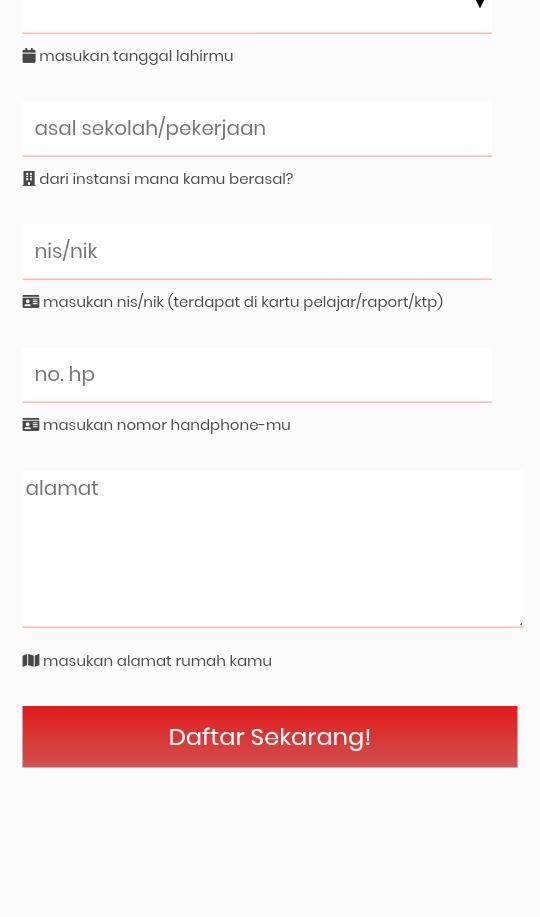 masukan tanggal lahirmu
asal sekolah/pekerjaan
dari instansi mana kamu berasal?
nis/nik
masukan nis/nik (terdapat di kartu pelajar/raport/ktp)
no. hp
masukan nomor handphone-mu
alamat
masukan alamat rumah kamu
Daftar Sekarang!